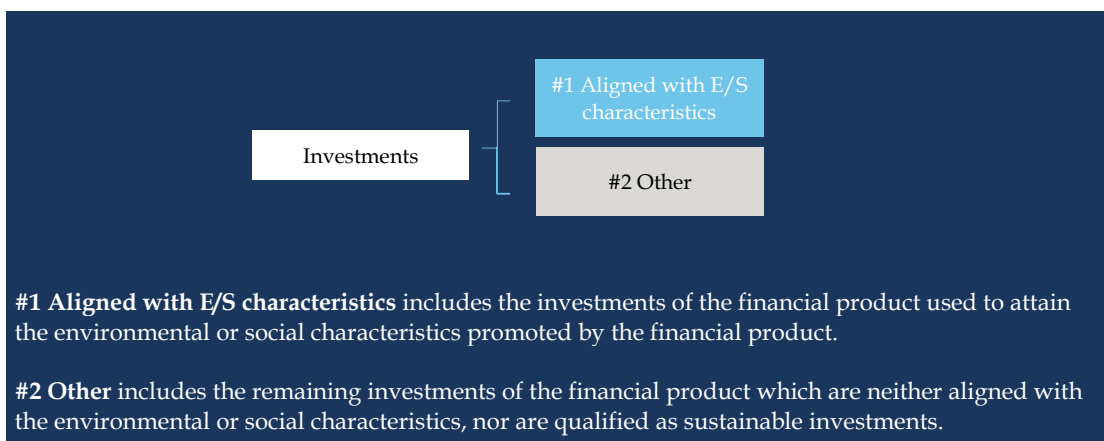 #1 Aligned with E/S
characteristics
Investments
#2 Other
#1 Aligned with E/S characteristics includes the investments of the financial product used to attain
the environmental or social characteristics promoted by the financial product.
#2 Other includes the remaining investments of the financial product which are neither aligned with
the environmental or social characteristics, nor are qualified as sustainable investments.